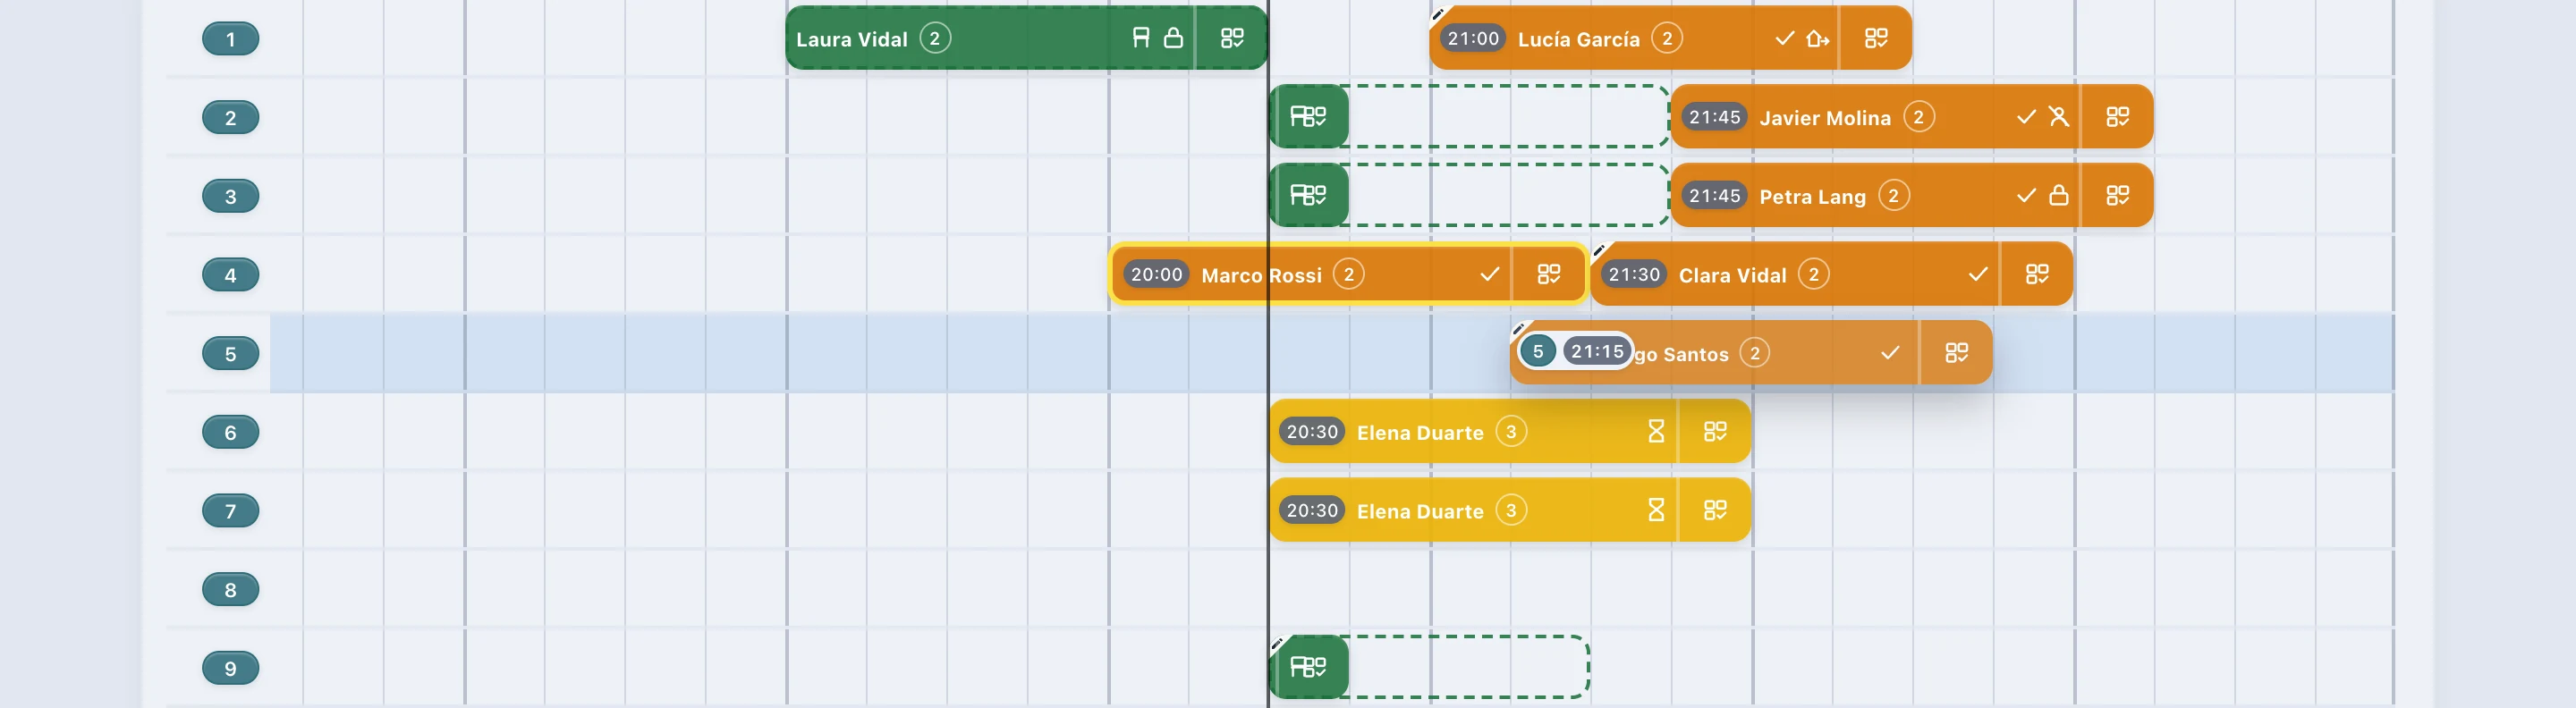 1 Laura Vidal 2 21:00 Lucía García 2
2 21:45 Javier Molina 2
3 21:45 Petra Lang 2
4 20:00 Marco Rossi 2 21:30 Clara Vidal 2
5 5 21:15 go Santos 2
6 20:30 Elena Duarte 3
7 20:30 Elena Duarte 3
8
9